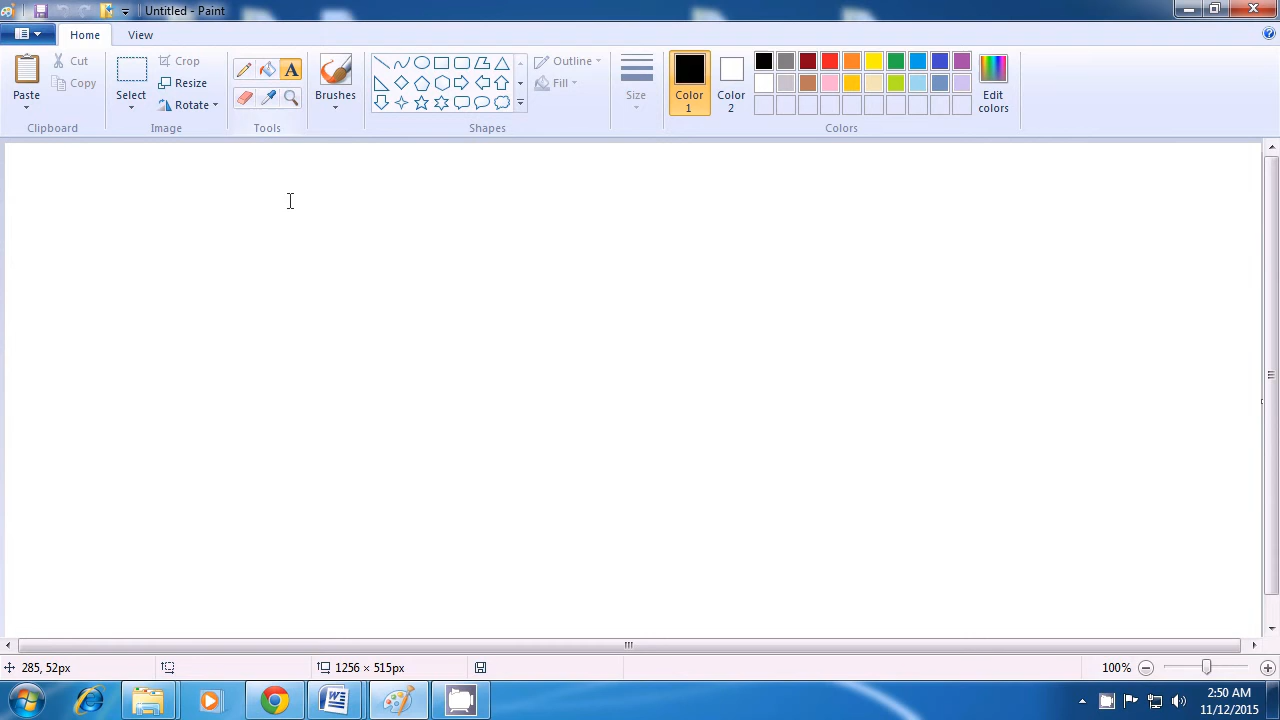 Untitled - Paint
Home View
Paste
Cut
Copy
Clipboard
Select
Crop
Resize
Rotate
Image
A
Tools
Brushes
Shapes
Outline
Fill
Size
Color 1
Color 2
Edit colors
Colors
285, 52px
1256 × 515px
100%
2:50 AM
11/12/2015